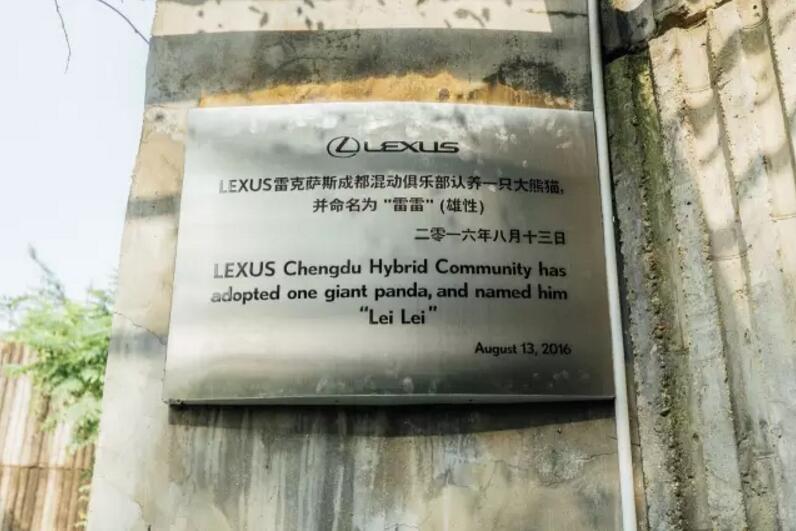 LEXUS
LEXUS雷克萨斯成都混动俱乐部认养一只大熊猫,
并命名为 "雷雷" (雄性)
二零一六年八月十三日
LEXUS Chengdu Hybrid Community has
adopted one giant panda, and named him
“Lei Lei”
August 13, 2016